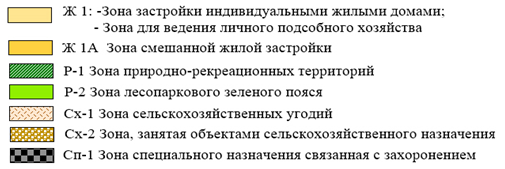 Ж 1: -Зона застройки индивидуальными жилыми домами;
- Зона для ведения личного подсобного хозяйства
Ж 1А Зона смешанной жилой застройки
Р-1 Зона природно-рекреационных территорий
Р-2 Зона лесопаркового зеленого пояса
Сх-1 Зона сельскохозяйственных угодий
Сх-2 Зона, занятая объектами сельскохозяйственного назначения
Сп-1 Зона специального назначения связанная с захоронением